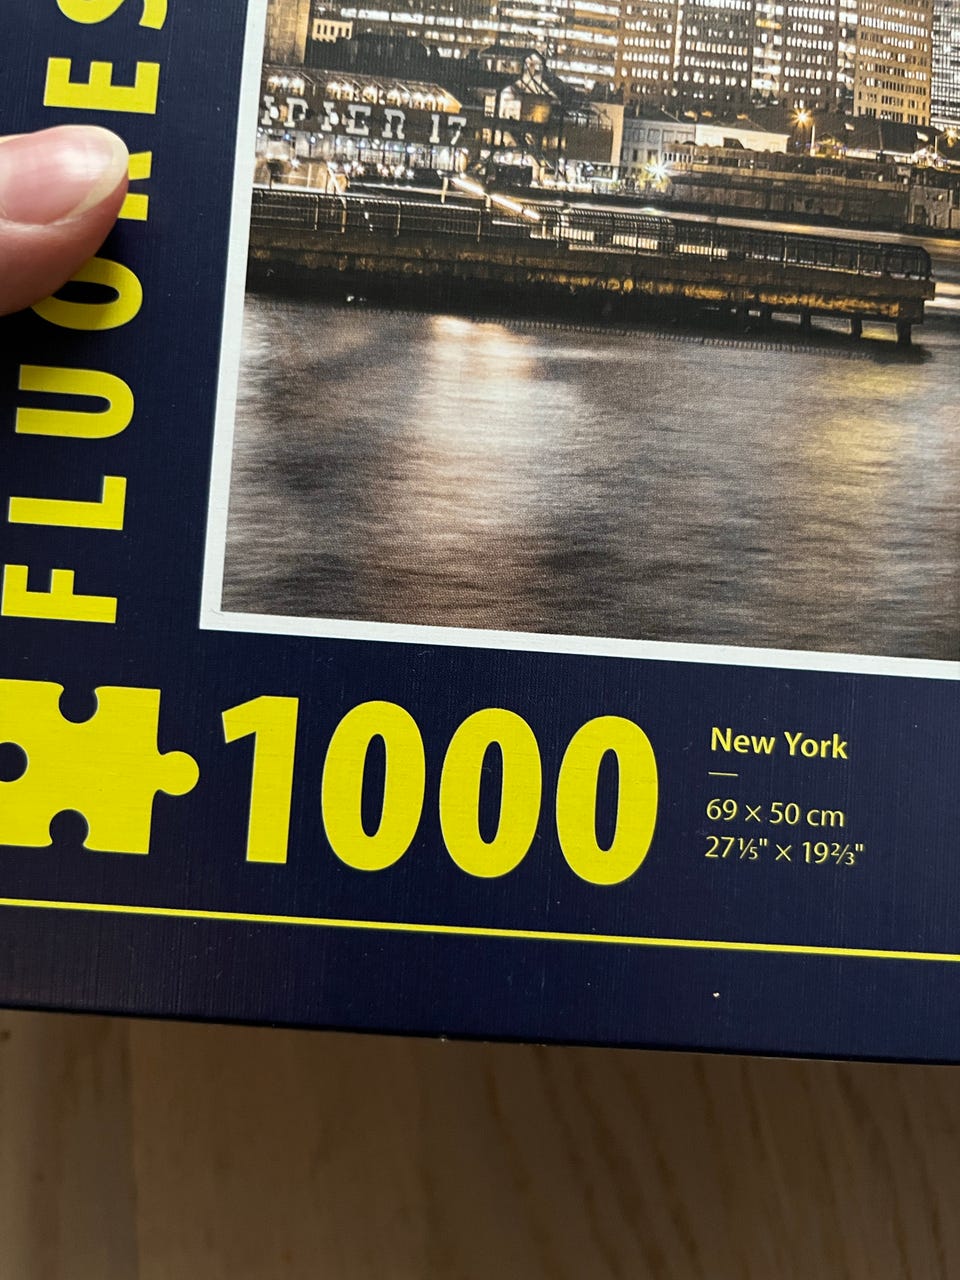 FLUORES
PIER 17
1000
New York
69 × 50 cm
27⅕" × 19⅔"